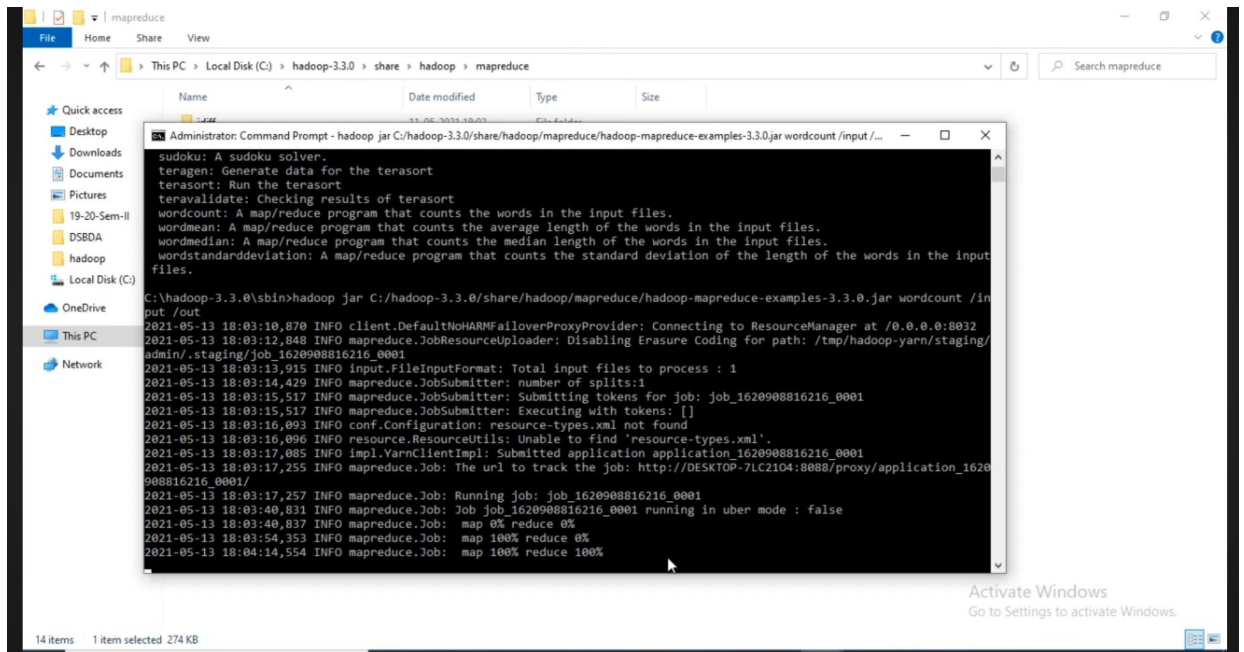 mapreduce
File Home Share View
This PC > Local Disk (C:) > hadoop-3.3.0 > share > hadoop > mapreduce
Search mapreduce
Name Date modified Type Size
Quick access
Desktop
Downloads
Documents
Pictures
19-20-Sem-II
DSBDA
hadoop
Local Disk (C:)
OneDrive
This PC
Network
jdiff 11-05-2021 18:02 File folder
Administrator: Command Prompt - hadoop jar C:/hadoop-3.3.0/share/hadoop/mapreduce/hadoop-mapreduce-examples-3.3.0.jar wordcount /input /...
sudoku: A sudoku solver.
teragen: Generate data for the terasort
terasort: Run the terasort
teravalidate: Checking results of terasort
wordcount: A map/reduce program that counts the words in the input files.
wordmean: A map/reduce program that counts the average length of the words in the input files.
wordmedian: A map/reduce program that counts the median length of the words in the input files.
wordstandarddeviation: A map/reduce program that counts the standard deviation of the length of the words in the input
files.
C:\hadoop-3.3.0\sbin>hadoop jar C:/hadoop-3.3.0/share/hadoop/mapreduce/hadoop-mapreduce-examples-3.3.0.jar wordcount /in
put /out
2021-05-13 18:03:10,870 INFO client.DefaultNoHARMFailoverProxyProvider: Connecting to ResourceManager at /0.0.0.0:8032
2021-05-13 18:03:12,848 INFO mapreduce.JobResourceUploader: Disabling Erasure Coding for path: /tmp/hadoop-yarn/staging/
admin/.staging/job_1620908816216_0001
2021-05-13 18:03:13,915 INFO input.FileInputFormat: Total input files to process : 1
2021-05-13 18:03:14,429 INFO mapreduce.JobSubmitter: number of splits:1
2021-05-13 18:03:15,517 INFO mapreduce.JobSubmitter: Submitting tokens for job: job_1620908816216_0001
2021-05-13 18:03:15,517 INFO mapreduce.JobSubmitter: Executing with tokens: []
2021-05-13 18:03:16,093 INFO conf.Configuration: resource-types.xml not found
2021-05-13 18:03:16,096 INFO resource.ResourceUtils: Unable to find 'resource-types.xml'.
2021-05-13 18:03:17,085 INFO impl.YarnClientImpl: Submitted application application_1620908816216_0001
2021-05-13 18:03:17,255 INFO mapreduce.Job: The url to track the job: http://DESKTOP-7LC21O4:8088/proxy/application_1620
908816216_0001/
2021-05-13 18:03:17,257 INFO mapreduce.Job: Running job: job_1620908816216_0001
2021-05-13 18:03:40,831 INFO mapreduce.Job: Job job_1620908816216_0001 running in uber mode : false
2021-05-13 18:03:40,837 INFO mapreduce.Job:  map 0% reduce 0%
2021-05-13 18:03:54,353 INFO mapreduce.Job:  map 100% reduce 0%
2021-05-13 18:04:14,554 INFO mapreduce.Job:  map 100% reduce 100%
Activate Windows
Go to Settings to activate Windows.
14 items 1 item selected 274 KB